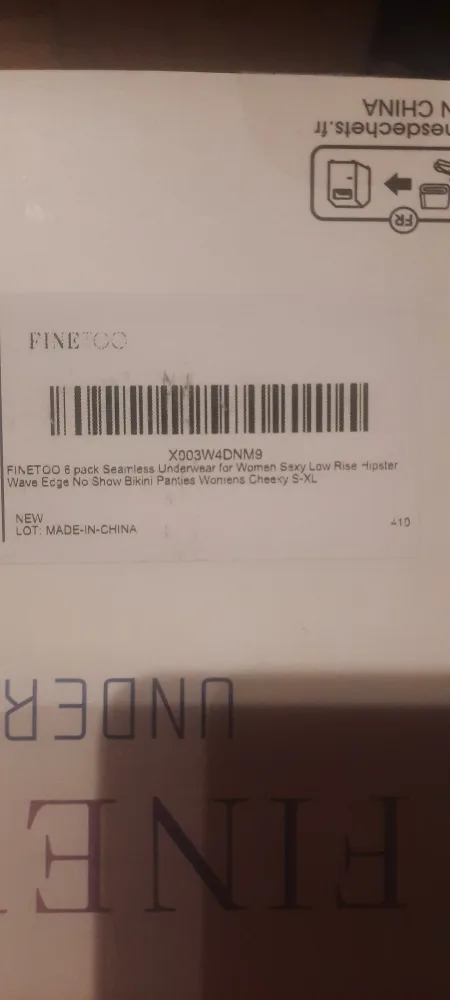 N CHINA
nesdechets.fr
FR
FINETOO
X003W4DNM9
FINETOO 6 pack Seamless Underwear for Women Sexy Low Rise Hipster
Wave Edge No Show Bikini Panties Womens Cheeky S-XL
NEW
LOT: MADE-IN-CHINA
410
UNDER
FINE